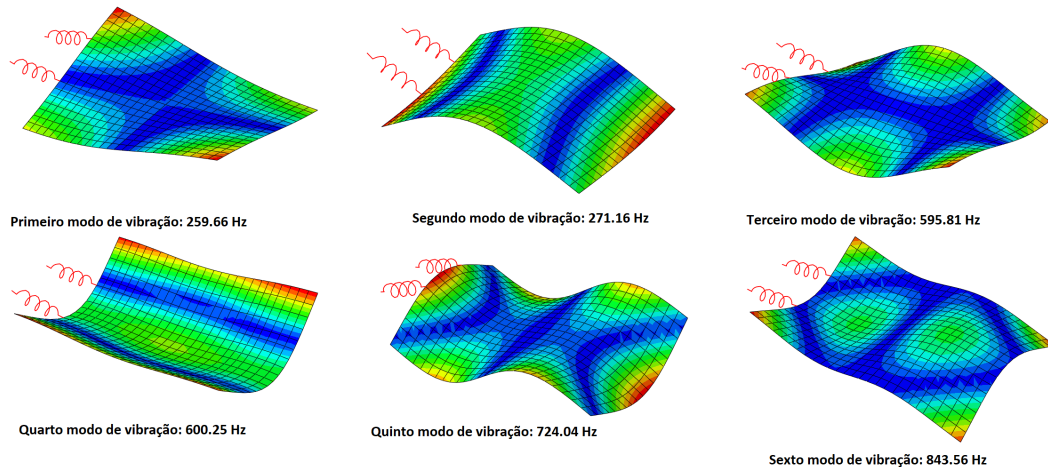 Primeiro modo de vibração: 259.66 Hz
Segundo modo de vibração: 271.16 Hz
Terceiro modo de vibração: 595.81 Hz
Quarto modo de vibração: 600.25 Hz
Quinto modo de vibração: 724.04 Hz
Sexto modo de vibração: 843.56 Hz